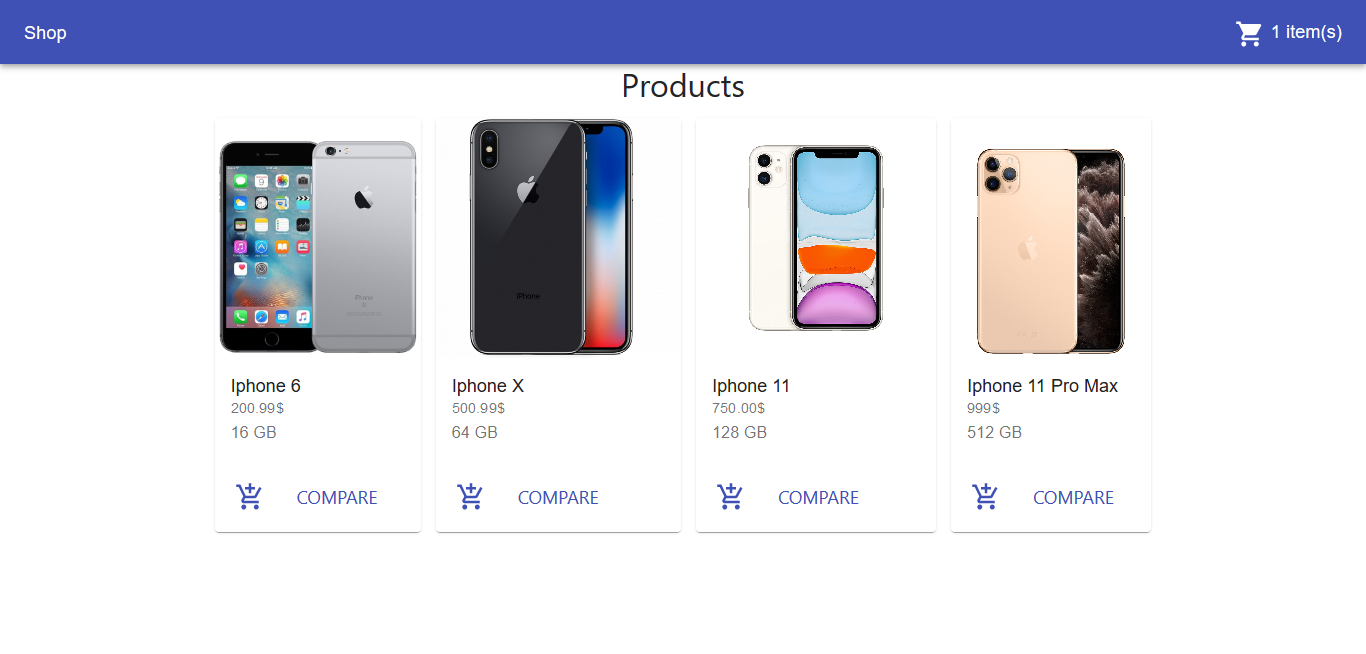 Shop
1 item(s)
Products
iPhone
Iphone 6
200.99$
16 GB
COMPARE
Iphone X
500.99$
64 GB
COMPARE
Iphone 11
750.00$
128 GB
COMPARE
Iphone 11 Pro Max
999$
512 GB
COMPARE